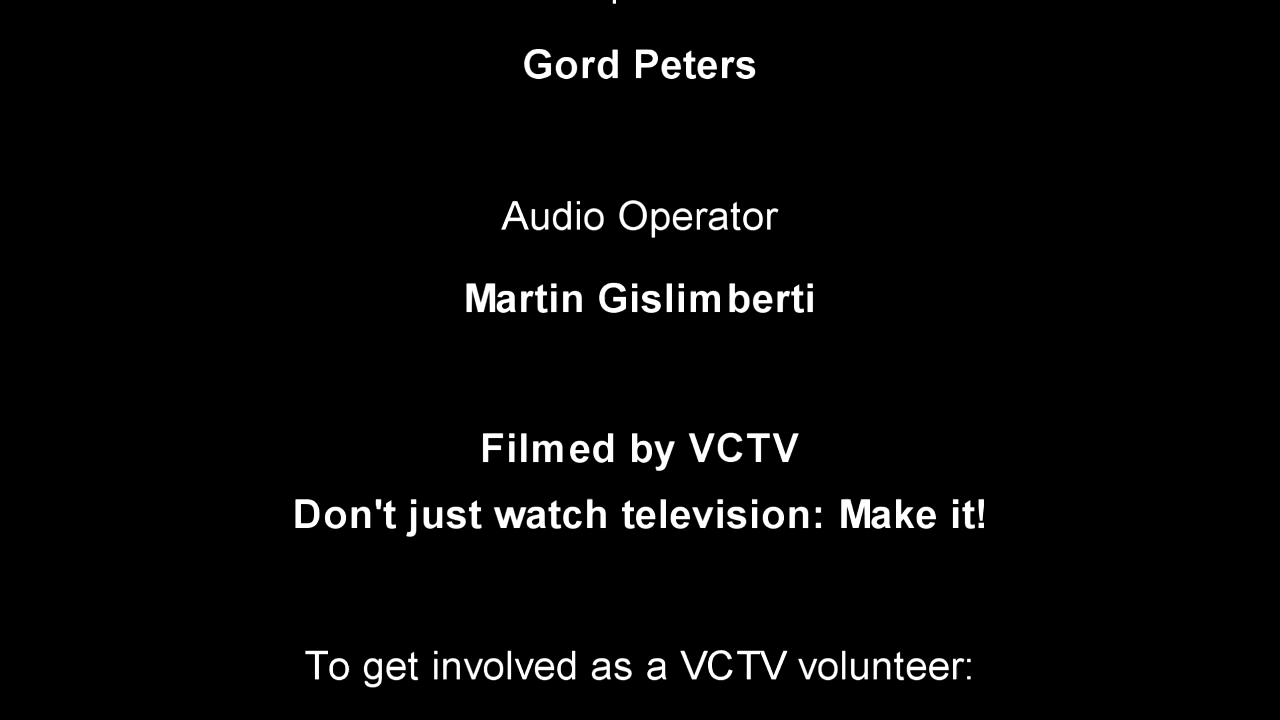 Gord Peters
Audio Operator
Martin Gislimberti
Filmed by VCTV
Don't just watch television: Make it!
To get involved as a VCTV volunteer: